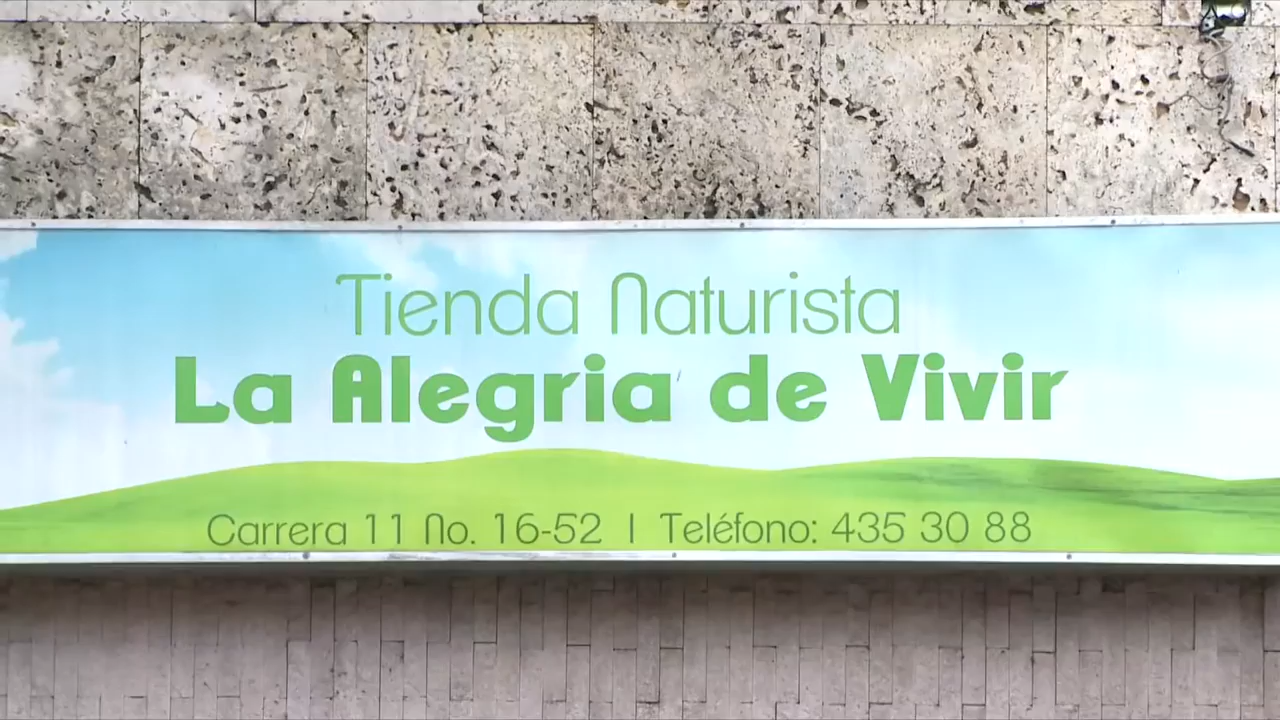 Tienda Naturista
La Alegria de Vivir
Carrera 11 No. 16-52 | Teléfono: 435 30 88